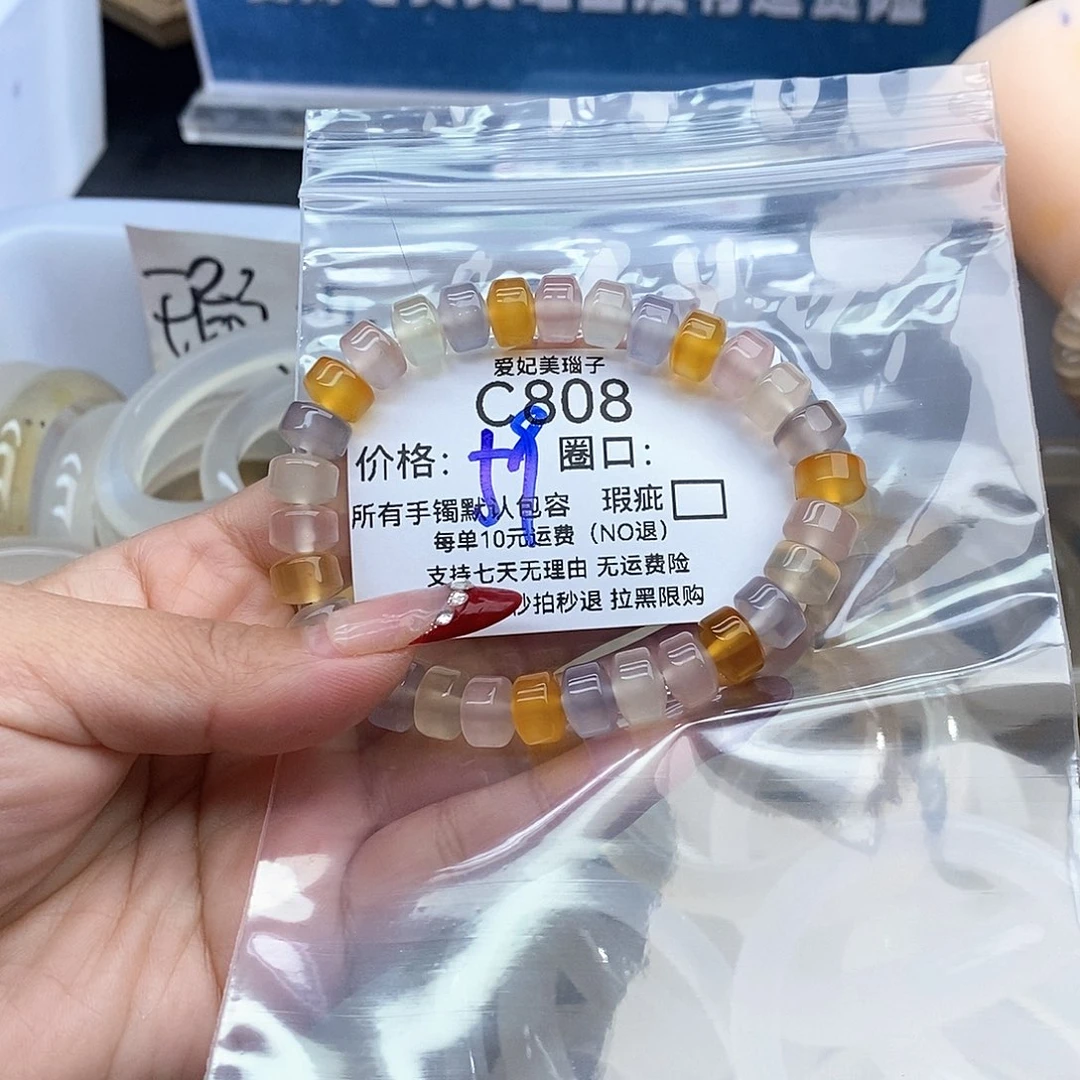 爱妃美瑙子
C808
价格: 圈口:
所有手镯默认包容 瑕疵
每单10元运费（NO退）
支持七天无理由 无运费险
秒拍秒退 拉黑限购